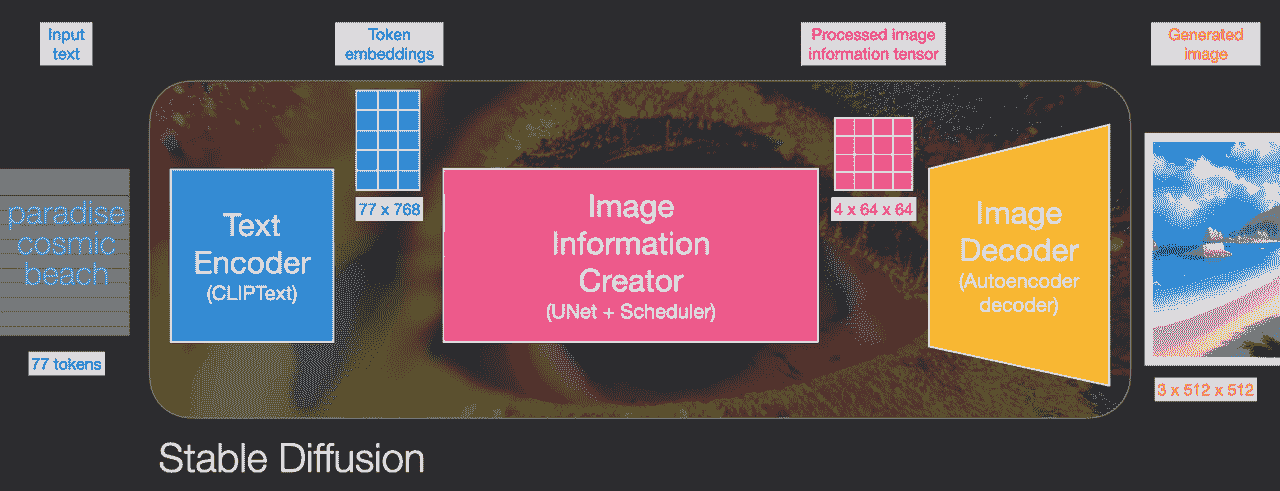 Input
text
Token
embeddings
Processed image
information tensor
Generated
image
paradise
cosmic
beach
77 tokens
Text
Encoder
(CLIPText)
77 x 768
Image
Information
Creator
(UNet + Scheduler)
4 x 64 x 64
Image
Decoder
(Autoencoder
decoder)
3 x 512 x 512
Stable Diffusion